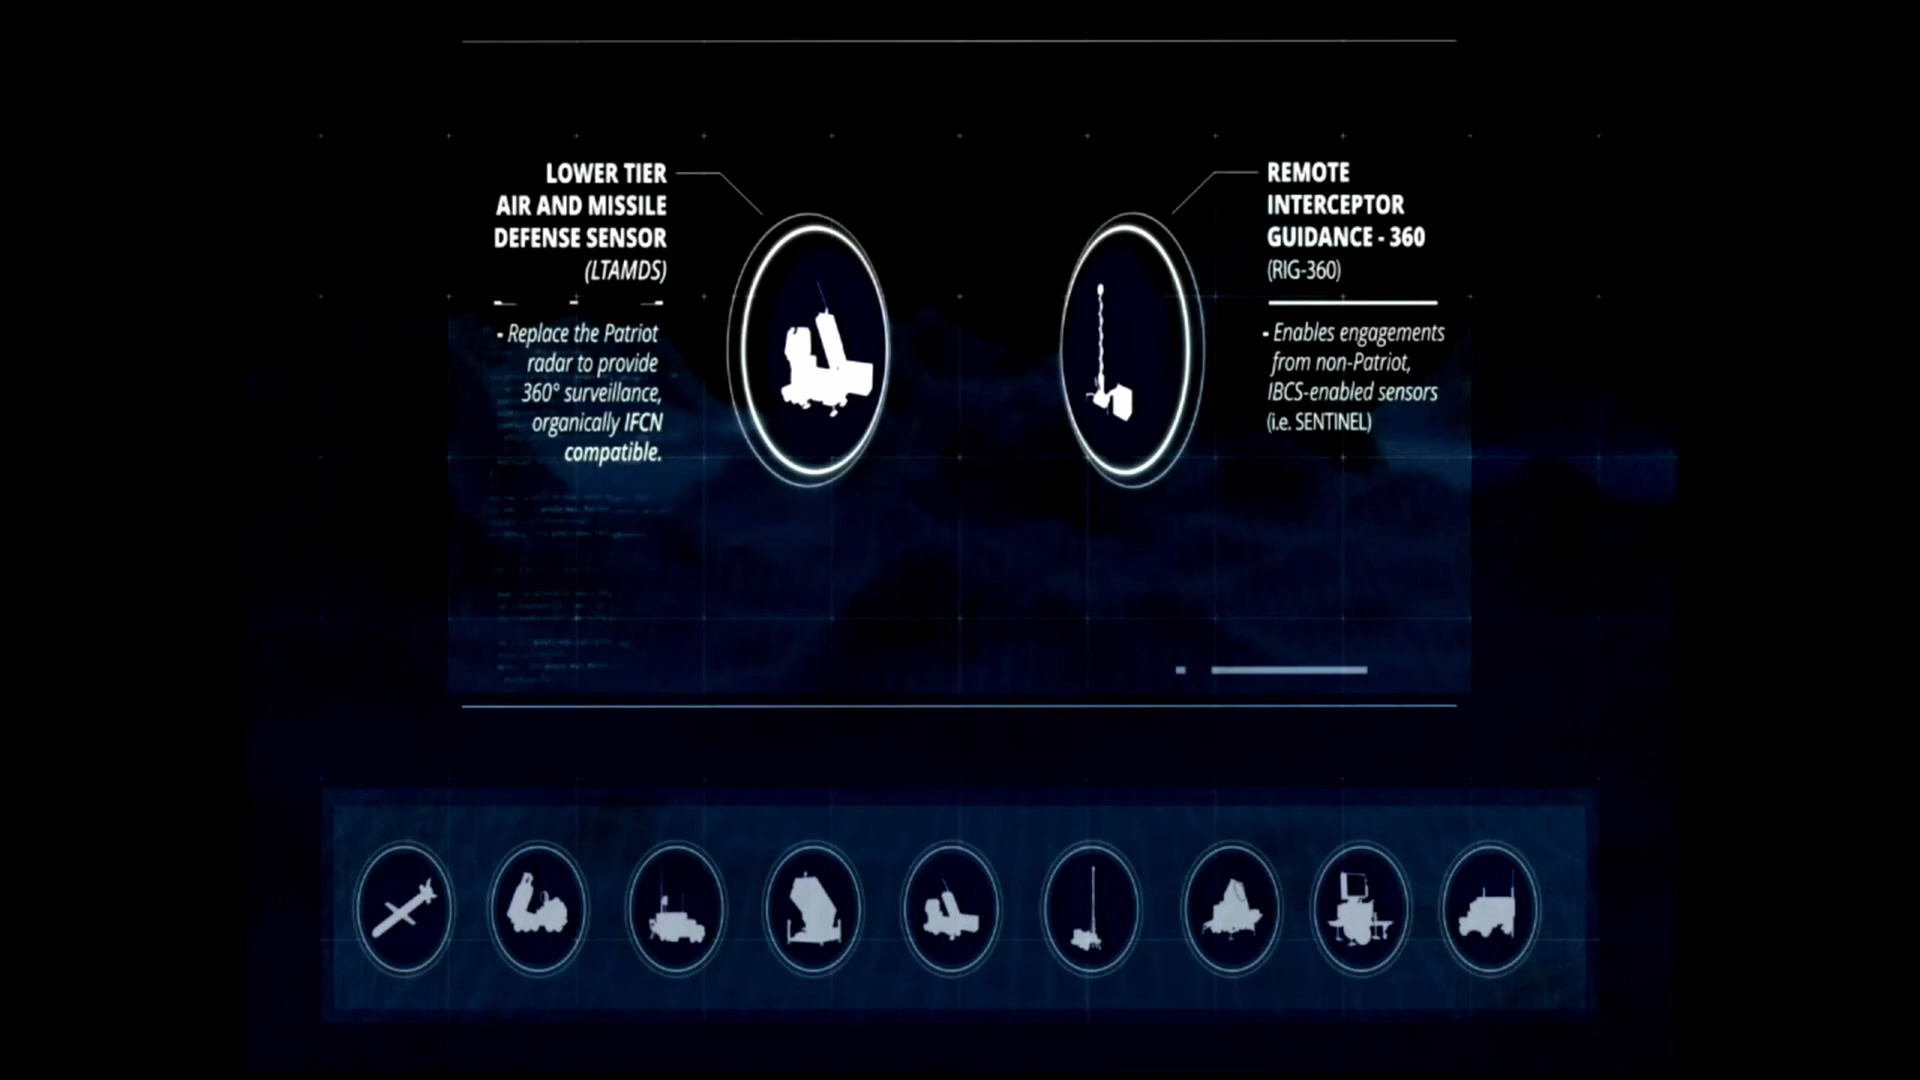 LOWER TIER
AIR AND MISSILE
DEFENSE SENSOR
(LTAMDS)
- Replace the Patriot
radar to provide
360° surveillance,
organically IFCN
compatible.
REMOTE
INTERCEPTOR
GUIDANCE - 360
(RIG-360)
- Enables engagements
from non-Patriot,
IBCS-enabled sensors
(i.e. SENTINEL)